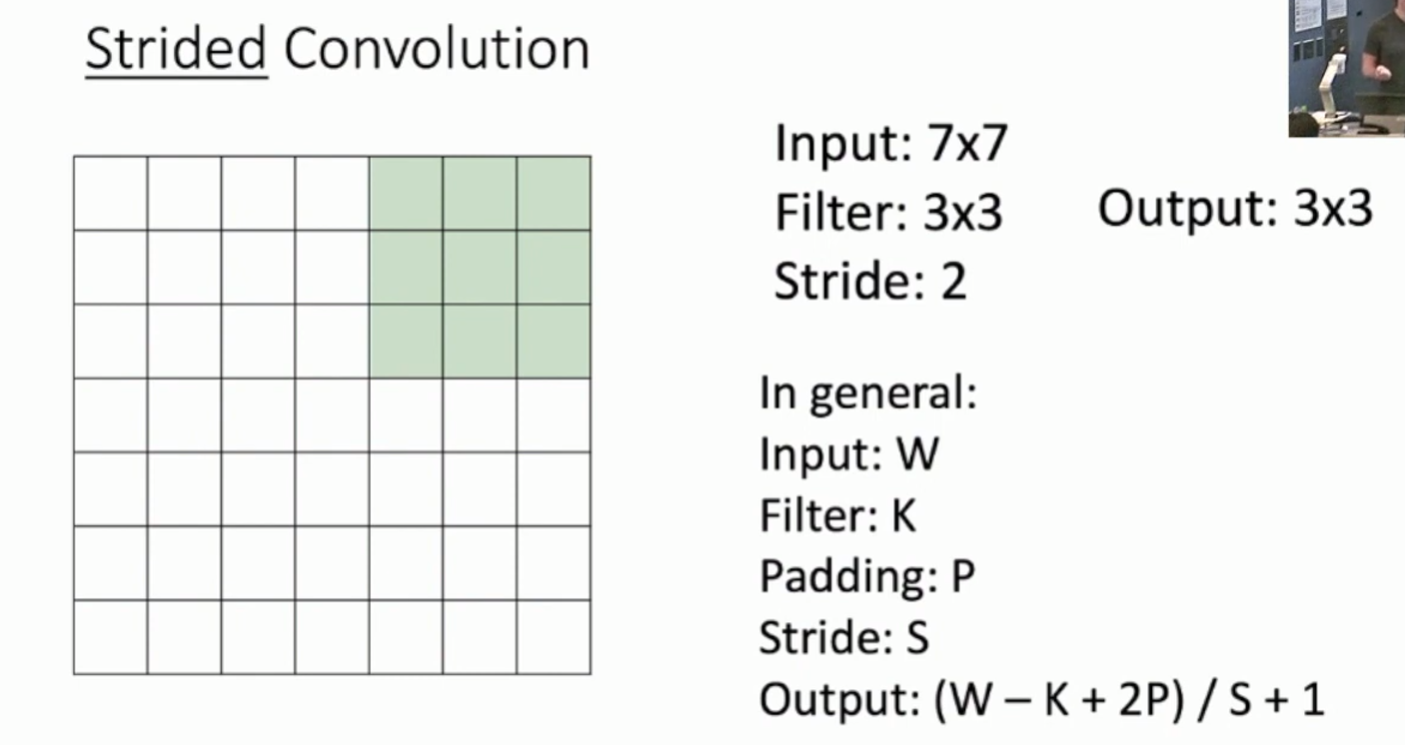 Strided Convolution
Input: 7x7
Filter: 3x3
Stride: 2
Output: 3x3
In general:
Input: W
Filter: K
Padding: P
Stride: S
Output: (W – K + 2P) / S + 1